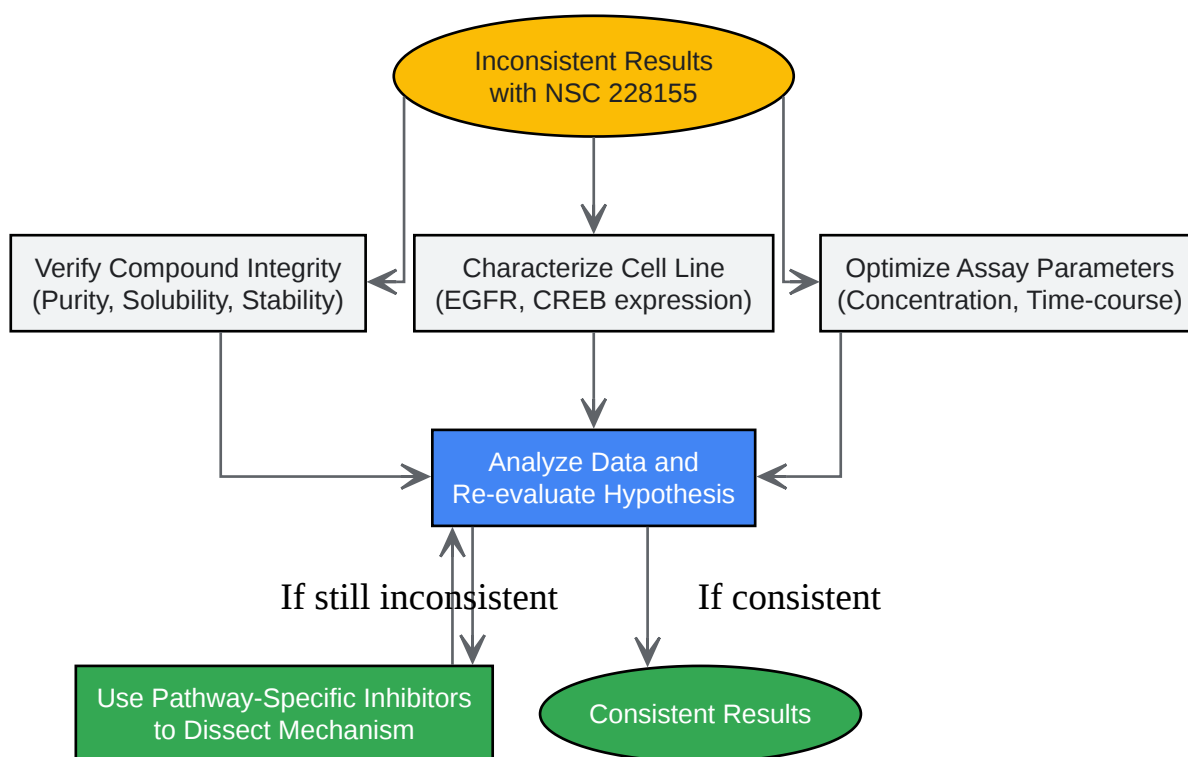 Inconsistent Results
with NSC 228155
Verify Compound Integrity
(Purity, Solubility, Stability)
Characterize Cell Line
(EGFR, CREB expression)
Optimize Assay Parameters
(Concentration, Time-course)
Analyze Data and
Re-evaluate Hypothesis
If still inconsistent
If consistent
Use Pathway-Specific Inhibitors
to Dissect Mechanism
Consistent Results